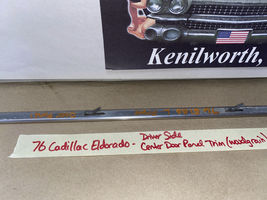 Kenilworth,
76 Cadillac Eldorado - Driver Side
Center Door Panel Trim (woodgrain)